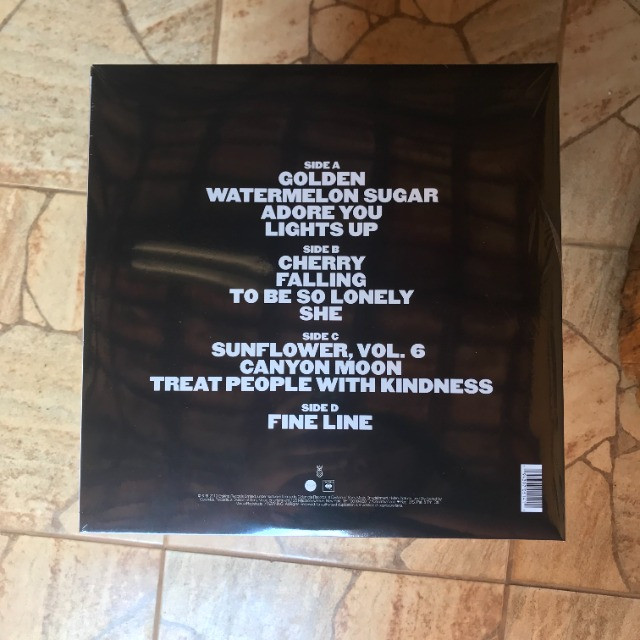 SIDE A
GOLDEN
WATERMELON SUGAR
ADORE YOU
LIGHTS UP
SIDE B
CHERRY
FALLING
TO BE SO LONELY
SHE
SIDE C
SUNFLOWER, VOL. 6
CANYON MOON
TREAT PEOPLE WITH KINDNESS
SIDE D
FINE LINE